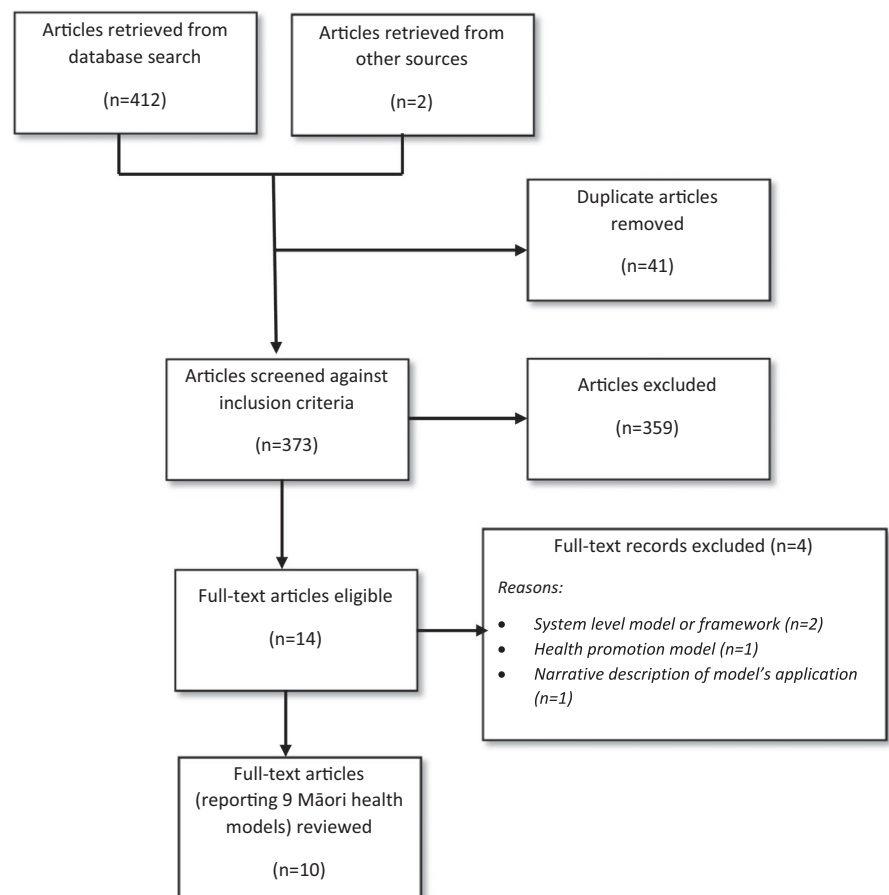 Articles retrieved from
database search
(n=412)
Articles retrieved from
other sources
(n=2)
Duplicate articles
removed
(n=41)
Articles screened against
inclusion criteria
(n=373)
Articles excluded
(n=359)
Full-text articles eligible
(n=14)
Full-text records excluded (n=4)
Reasons:
• System level model or framework (n=2)
• Health promotion model (n=1)
• Narrative description of model's application
(n=1)
Full-text articles
(reporting 9 Māori health
models) reviewed
(n=10)